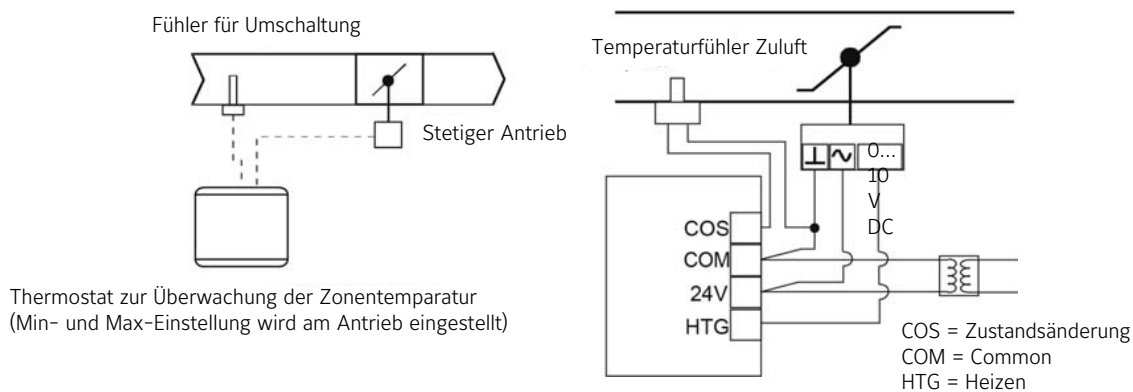 Fühler für Umschaltung
Stetiger Antrieb
Thermostat zur Überwachung der Zonentemperatur
(Min- und Max-Einstellung wird am Antrieb eingestellt)
Temperaturfühler Zuluft
0...
10
V
DC
COS
COM
24V
HTG
COS = Zustandsänderung
COM = Common
HTG = Heizen